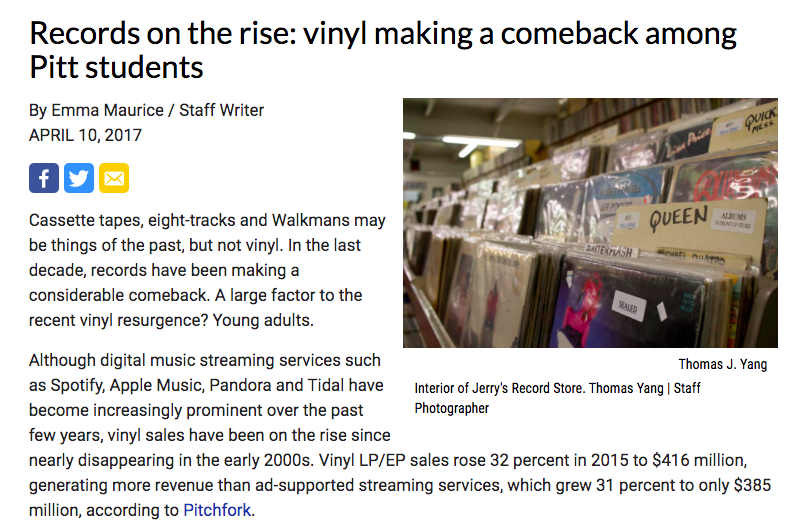 Records on the rise: vinyl making a comeback among
Pitt students
By Emma Maurice / Staff Writer
APRIL 10, 2017
Cassette tapes, eight-tracks and Walkmans may
be things of the past, but not vinyl. In the last
decade, records have been making a
considerable comeback. A large factor to the
recent vinyl resurgence? Young adults.
QUICK
QUEEN
ALBUMS
IN FRONT OF STORE
QUARTERFLASH
SEALED
Thomas J. Yang
Interior of Jerry's Record Store. Thomas Yang | Staff
Photographer
Although digital music streaming services such
as Spotify, Apple Music, Pandora and Tidal have
become increasingly prominent over the past
few years, vinyl sales have been on the rise since
nearly disappearing in the early 2000s. Vinyl LP/EP sales rose 32 percent in 2015 to $416 million,
generating more revenue than ad-supported streaming services, which grew 31 percent to only $385
million, according to Pitchfork.